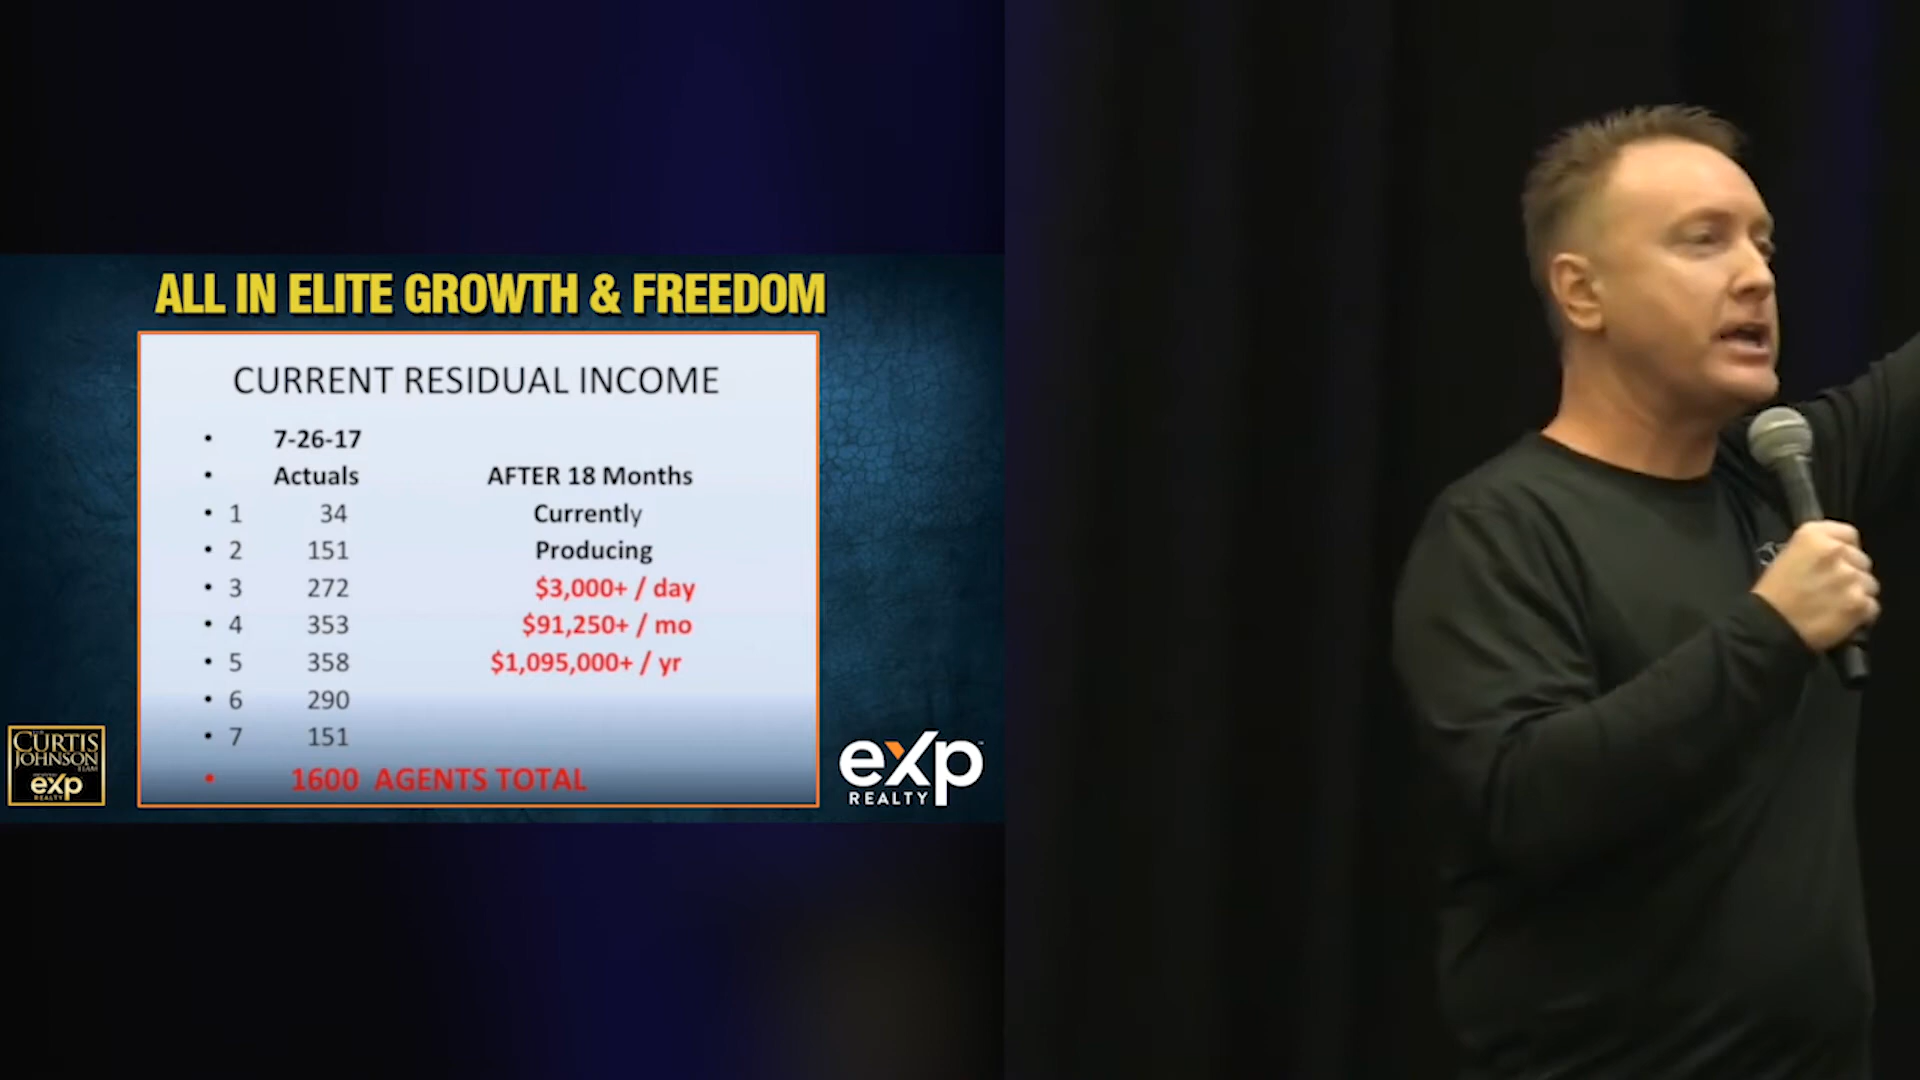 ALL IN ELITE GROWTH & FREEDOM
CURRENT RESIDUAL INCOME
• 7-26-17
• Actuals AFTER 18 Months
• 1 34 Currently
• 2 151 Producing
• 3 272 $3,000+ / day
• 4 353 $91,250+ / mo
• 5 358 $1,095,000+ / yr
• 6 290
• 7 151
• 1600 AGENTS TOTAL
CURTIS
JOHNSON
TEAM
exp
REALTY
eXp
REALTY